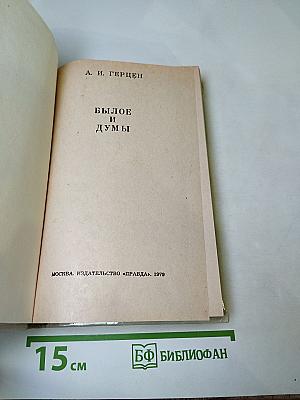 А. И. ГЕРЦЕН
БЫЛОЕ
И
ДУМЫ
МОСКВА. ИЗДАТЕЛЬСТВО «ПРАВДА». 1979
15 см
БФ БИБЛИОФАН